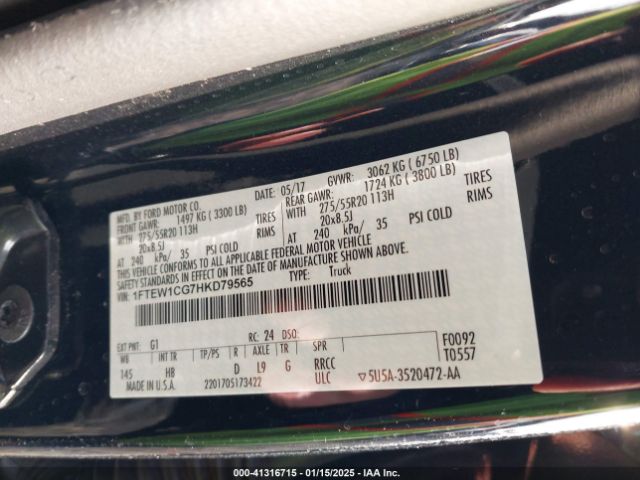 MFD. BY FORD MOTOR CO.
DATE: 05/17 GVWR: 3062 KG ( 6750 LB)
FRONT GAWR: 1497 KG ( 3300 LB)
REAR GAWR: 1724 KG ( 3800 LB)
WITH 275/55R20 113H TIRES
WITH 275/55R20 113H TIRES
20x8.5J RIMS
20x8.5J RIMS
AT 240 kPa/ 35 PSI COLD
AT 240 kPa/ 35 PSI COLD
THIS VEHICLE CONFORMS TO ALL APPLICABLE FEDERAL MOTOR VEHICLE
SAFETY STANDARDS IN EFFECT ON THE DATE OF MANUFACTURE SHOWN ABOVE.
VIN: 1FTEW1CG7HKD79565 TYPE: Truck
EXT PNT: G1 RC: 24 DSO: F0092
WB INT TR TP/PS R AXLE TR SPR T0557
145 HB D L9 G RRCC
MADE IN U.S.A. 2201705173422 ULC ▽5U5A-3520472-AA
00-41316715 — 01/15/2025 — IAA Inc.